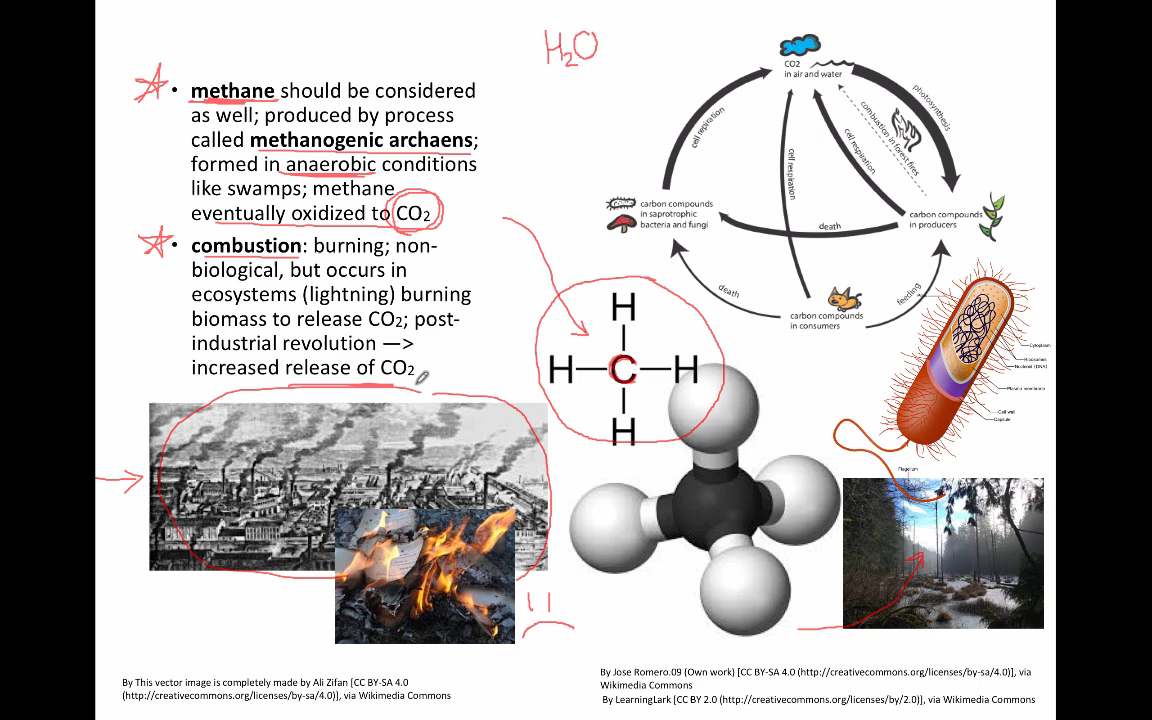 H2O
• methane should be considered
as well; produced by process
called methanogenic archaens;
formed in anaerobic conditions
like swamps; methane
eventually oxidized to CO2
• combustion: burning; non-
biological, but occurs in
ecosystems (lightning) burning
biomass to release CO2; post-
industrial revolution —>
increased release of CO2
CO2
in air and water
photosynthesis
combustion in forest fires
cell respiration
cell respiration
cell repiration
carbon compounds
in saprotrophic
bacteria and fungi
carbon compounds
in producers
death
death
feeding
carbon compounds
in consumers
H
H C H
H
Cytoplasm
Ribosomes
Nucleoid (DNA)
Plasma membrane
Cell wall
Capsule
Flagellum
By This vector image is completely made by Ali Zifan [CC BY-SA 4.0
(http://creativecommons.org/licenses/by-sa/4.0)], via Wikimedia Commons
By Jose Romero.09 (Own work) [CC BY-SA 4.0 (http://creativecommons.org/licenses/by-sa/4.0)], via
Wikimedia Commons
By LearningLark [CC BY 2.0 (http://creativecommons.org/licenses/by/2.0)], via Wikimedia Commons